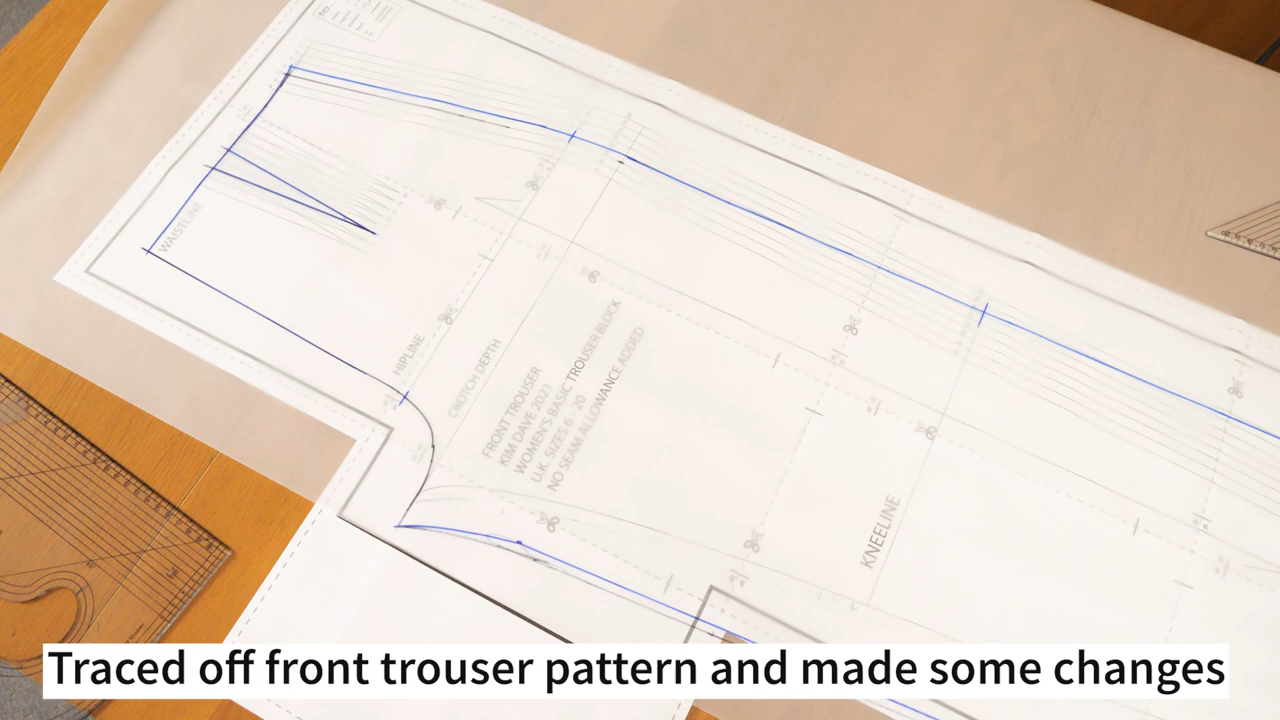 WAISTLINE
HIPLINE
CROTCH DEPTH
FRONT TROUSER
KIM DAVE 2021
WOMEN'S BASIC TROUSER BLOCK
U.K. SIZES 6 - 20
NO SEAM ALLOWANCE ADDED
KNEELINE
Traced off front trouser pattern and made some changes